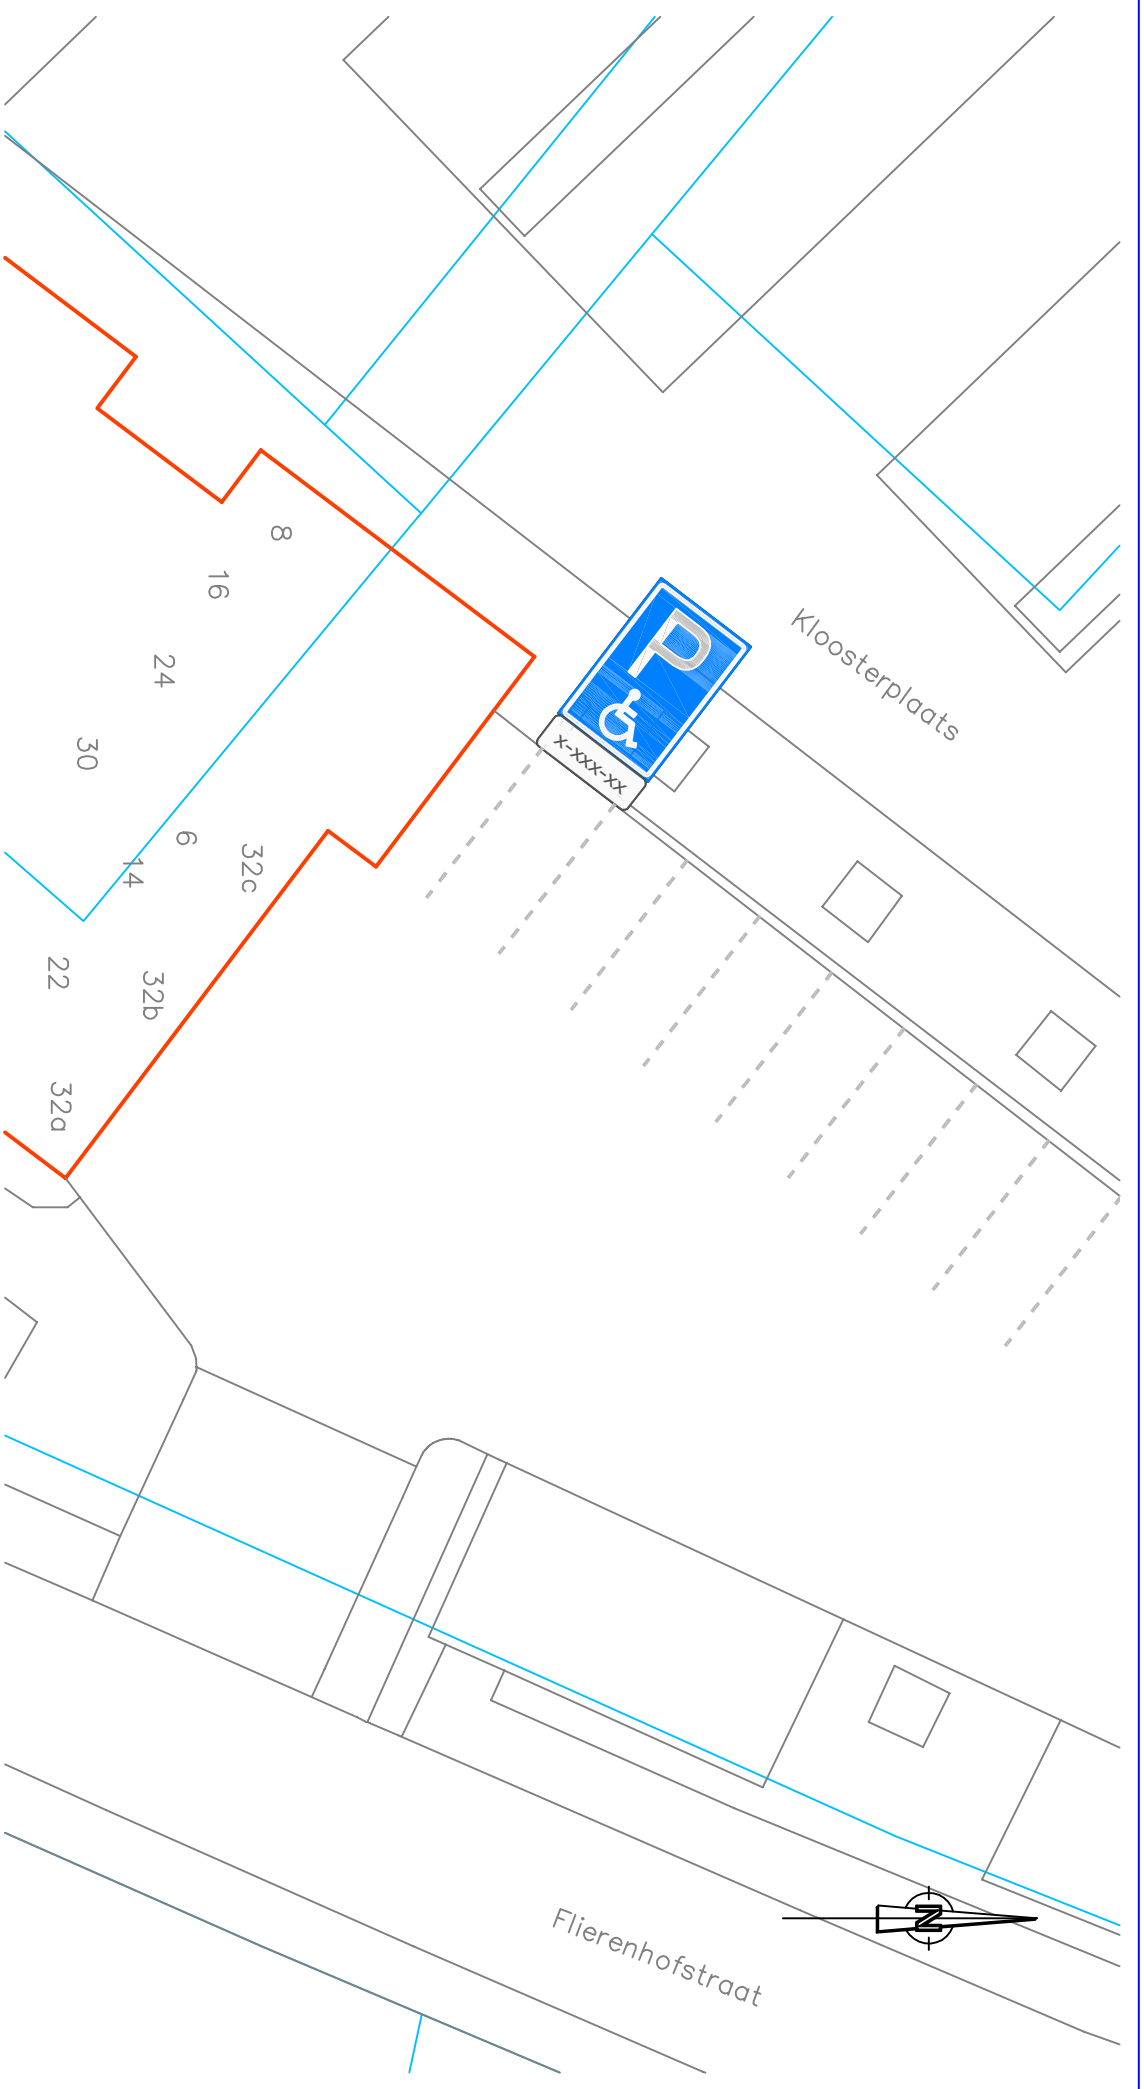 8
16
24
30
6
14
22
32c
32b
32a
Kloosterplaats
P
x-xxx-xx
Flierenhofstraat
N